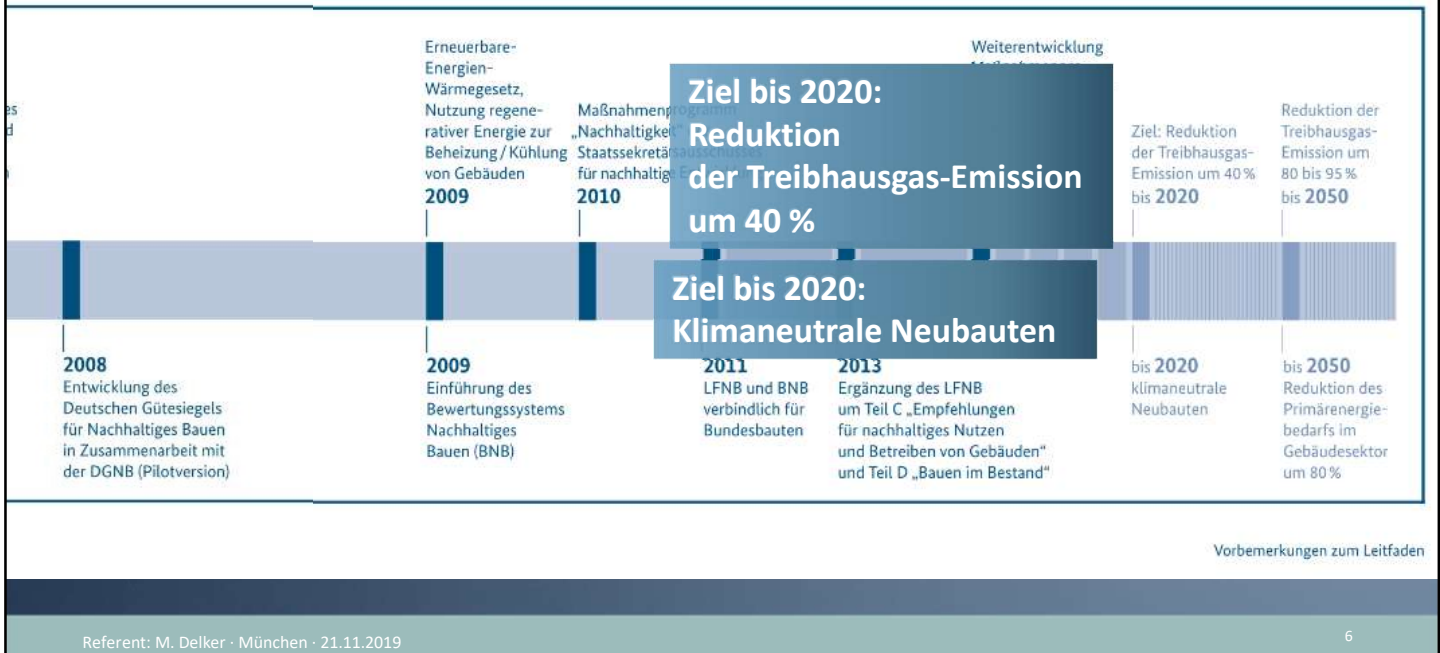 es
d
Erneuerbare-
Energien-
Wärmegesetz,
Nutzung regene-
rativer Energie zur
Beheizung / Kühlung
von Gebäuden
2009
Maßnahmenprogramm
„Nachhaltigkeit“
Staatssekretärsausschusses
für nachhaltige
2010
Weiterentwicklung
Ziel bis 2020:
Reduktion
der Treibhausgas-Emission
um 40 %
Ziel: Reduktion
der Treibhausgas-
Emission um 40 %
bis 2020
Reduktion der
Treibhausgas-
Emission um
80 bis 95 %
bis 2050
Ziel bis 2020:
Klimaneutrale Neubauten
2008
Entwicklung des
Deutschen Gütesiegels
für Nachhaltiges Bauen
in Zusammenarbeit mit
der DGNB (Pilotversion)
2009
Einführung des
Bewertungssystems
Nachhaltiges
Bauen (BNB)
2011
LFNB und BNB
verbindlich für
Bundesbauten
2013
Ergänzung des LFNB
um Teil C „Empfehlungen
für nachhaltiges Nutzen
und Betreiben von Gebäuden“
und Teil D „Bauen im Bestand“
bis 2020
klimaneutrale
Neubauten
bis 2050
Reduktion des
Primärenergie-
bedarfs im
Gebäudesektor
um 80 %
Vorbemerkungen zum Leitfaden
Referent: M. Delker · München · 21.11.2019
6